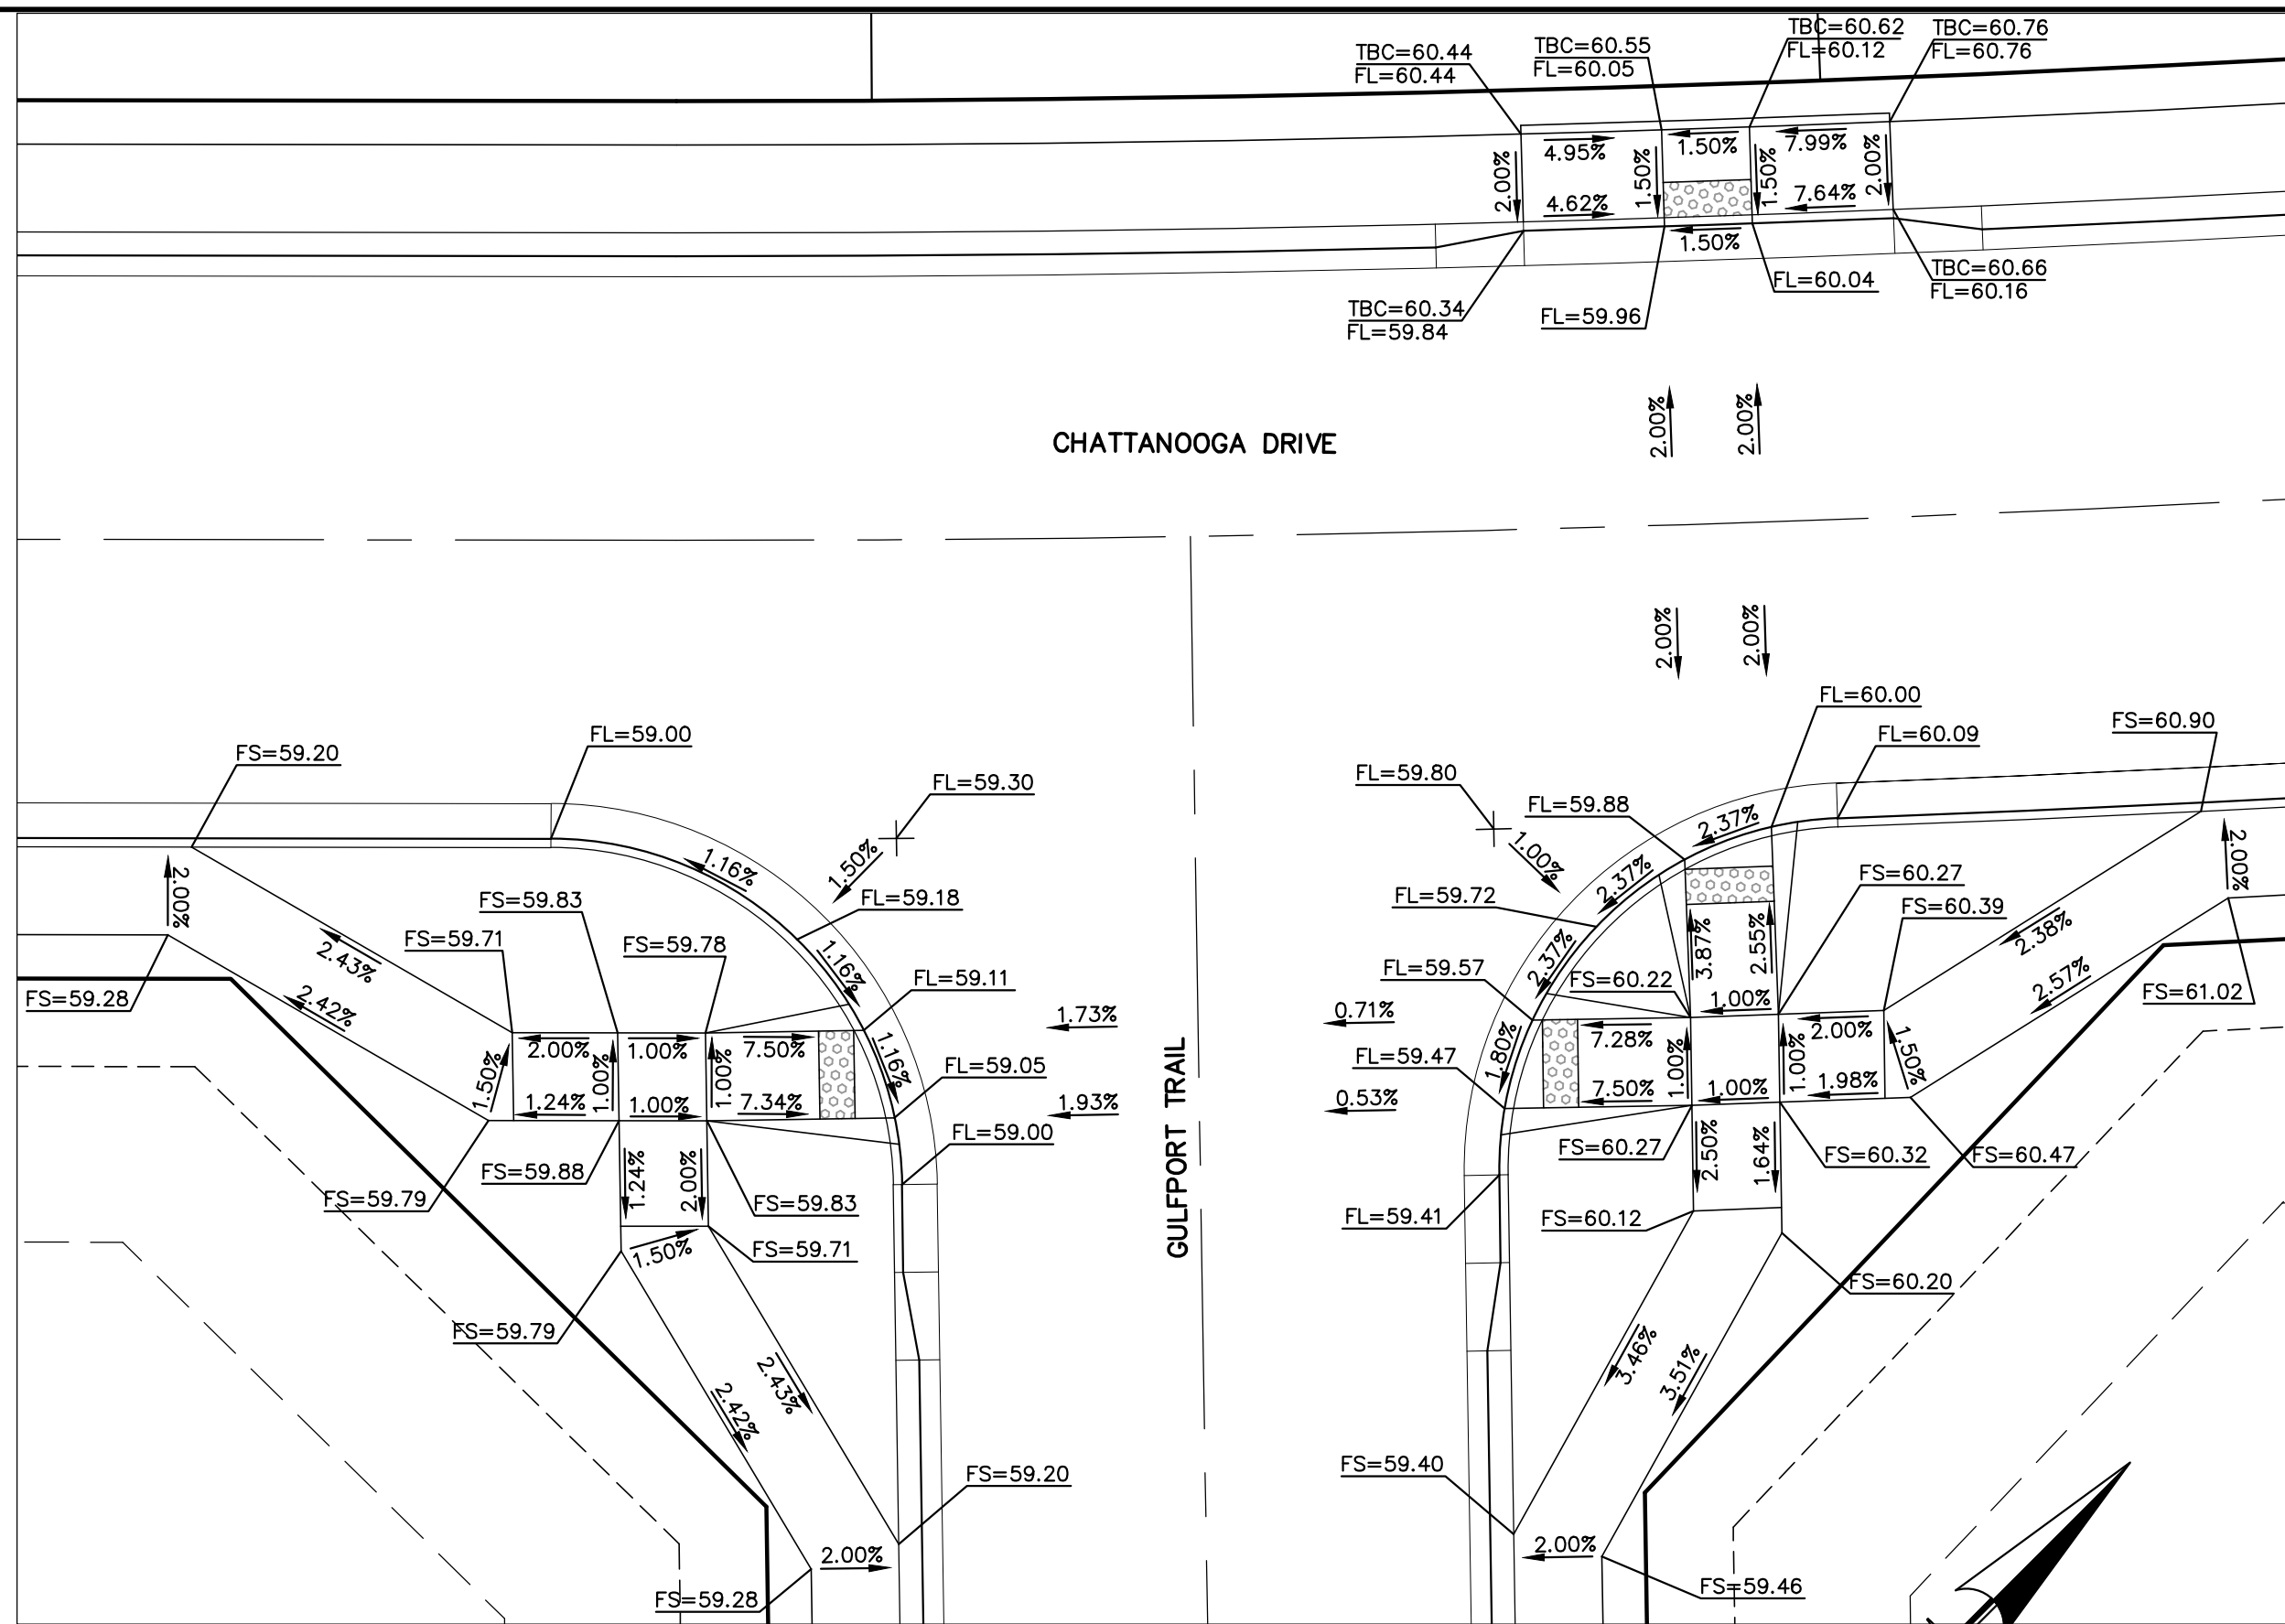 TBC=60.44
FL=60.44
TBC=60.55
FL=60.05
TBC=60.62
FL=60.12
TBC=60.76
FL=60.76
2.00%
4.95%
4.62%
1.50%
1.50%
1.50%
7.99%
7.64%
2.00%
1.50%
TBC=60.34
FL=59.84
FL=59.96
FL=60.04
TBC=60.66
FL=60.16
2.00%
2.00%
CHATTANOOGA DRIVE
2.00%
2.00%
FS=59.20
FL=59.00
FL=59.30
1.50%
1.16%
FL=59.18
2.00%
FS=59.83
FS=59.71
FS=59.78
2.43%
1.16%
FL=59.11
FS=59.28
2.42%
1.73%
2.00%
1.00%
7.50%
1.16%
1.50%
1.00%
1.00%
FL=59.05
1.24%
1.00%
7.34%
1.93%
FL=59.00
FS=59.79
FS=59.88
1.24%
2.00%
FS=59.83
1.50%
FS=59.71
FS=59.79
2.43%
2.42%
FS=59.20
2.00%
FS=59.28
GULFPORT TRAIL
FL=59.80
FL=59.88
FL=60.00
FL=60.09
FS=60.90
1.00%
2.37%
2.37%
2.00%
FL=59.72
FS=60.27
FS=60.39
2.37%
3.87%
2.55%
2.38%
FL=59.57
FS=60.22
1.00%
2.57%
FS=61.02
0.71%
7.28%
2.00%
1.80%
1.00%
1.00%
1.50%
FL=59.47
0.53%
7.50%
1.00%
1.98%
FS=60.27
2.50%
1.64%
FS=60.32
FS=60.47
FL=59.41
FS=60.12
FS=60.20
3.46%
3.51%
FS=59.40
2.00%
FS=59.46